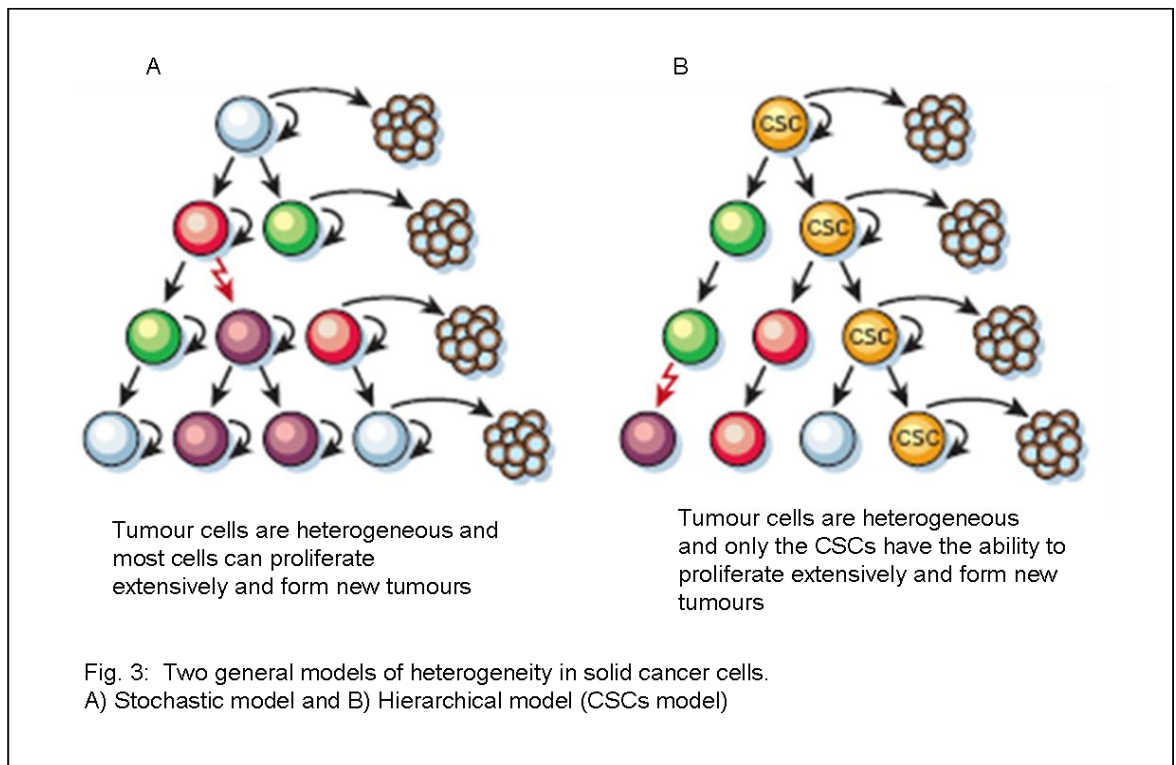 A
B
CSC
CSC
CSC
CSC
Tumour cells are heterogeneous and
most cells can proliferate
extensively and form new tumours
Tumour cells are heterogeneous
and only the CSCs have the ability to
proliferate extensively and form new
tumours
Fig. 3:  Two general models of heterogeneity in solid cancer cells.
A) Stochastic model and B) Hierarchical model (CSCs model)